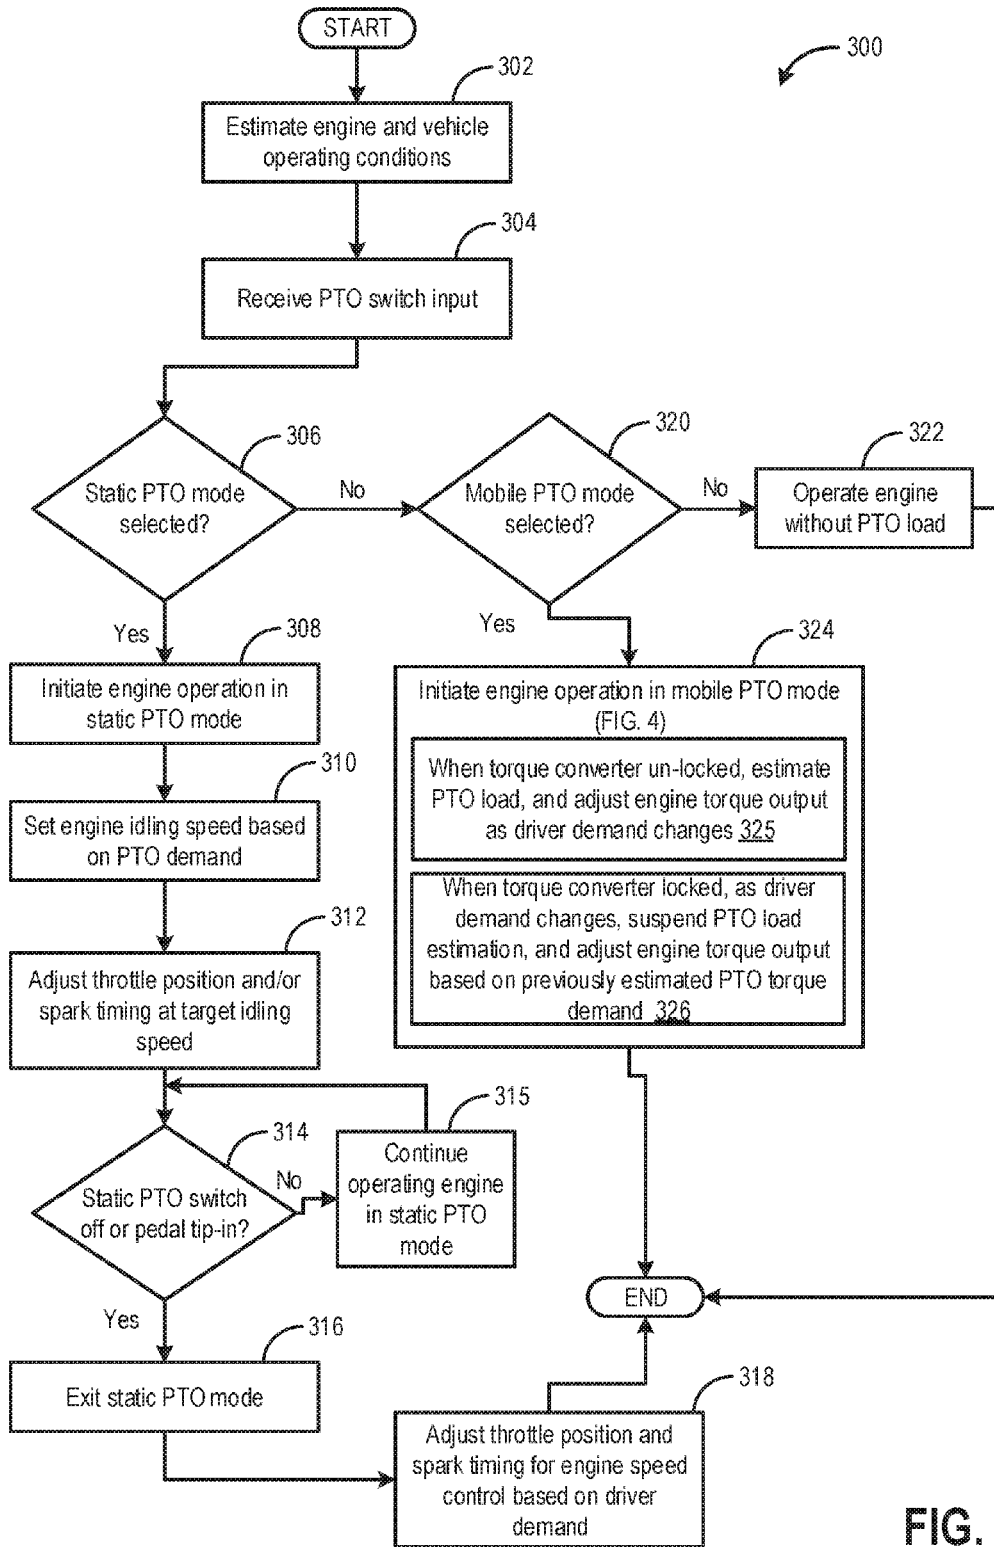 START
300
302
Estimate engine and vehicle
operating conditions
304
Receive PTO switch input
306
Static PTO mode
selected?
No
320
Mobile PTO mode
selected?
No
322
Operate engine
without PTO load
Yes
308
Initiate engine operation in
static PTO mode
310
Set engine idling speed based
on PTO demand
312
Adjust throttle position and/or
spark timing at target idling
speed
Yes
324
Initiate engine operation in mobile PTO mode
(FIG. 4)
When torque converter un-locked, estimate
PTO load, and adjust engine torque output
as driver demand changes 325
When torque converter locked, as driver
demand changes, suspend PTO load
estimation, and adjust engine torque output
based on previously estimated PTO torque
demand 326
314
Static PTO switch
off or pedal tip-in?
No
315
Continue
operating engine
in static PTO
mode
Yes
316
Exit static PTO mode
END
318
Adjust throttle position and
spark timing for engine speed
control based on driver
demand
FIG.